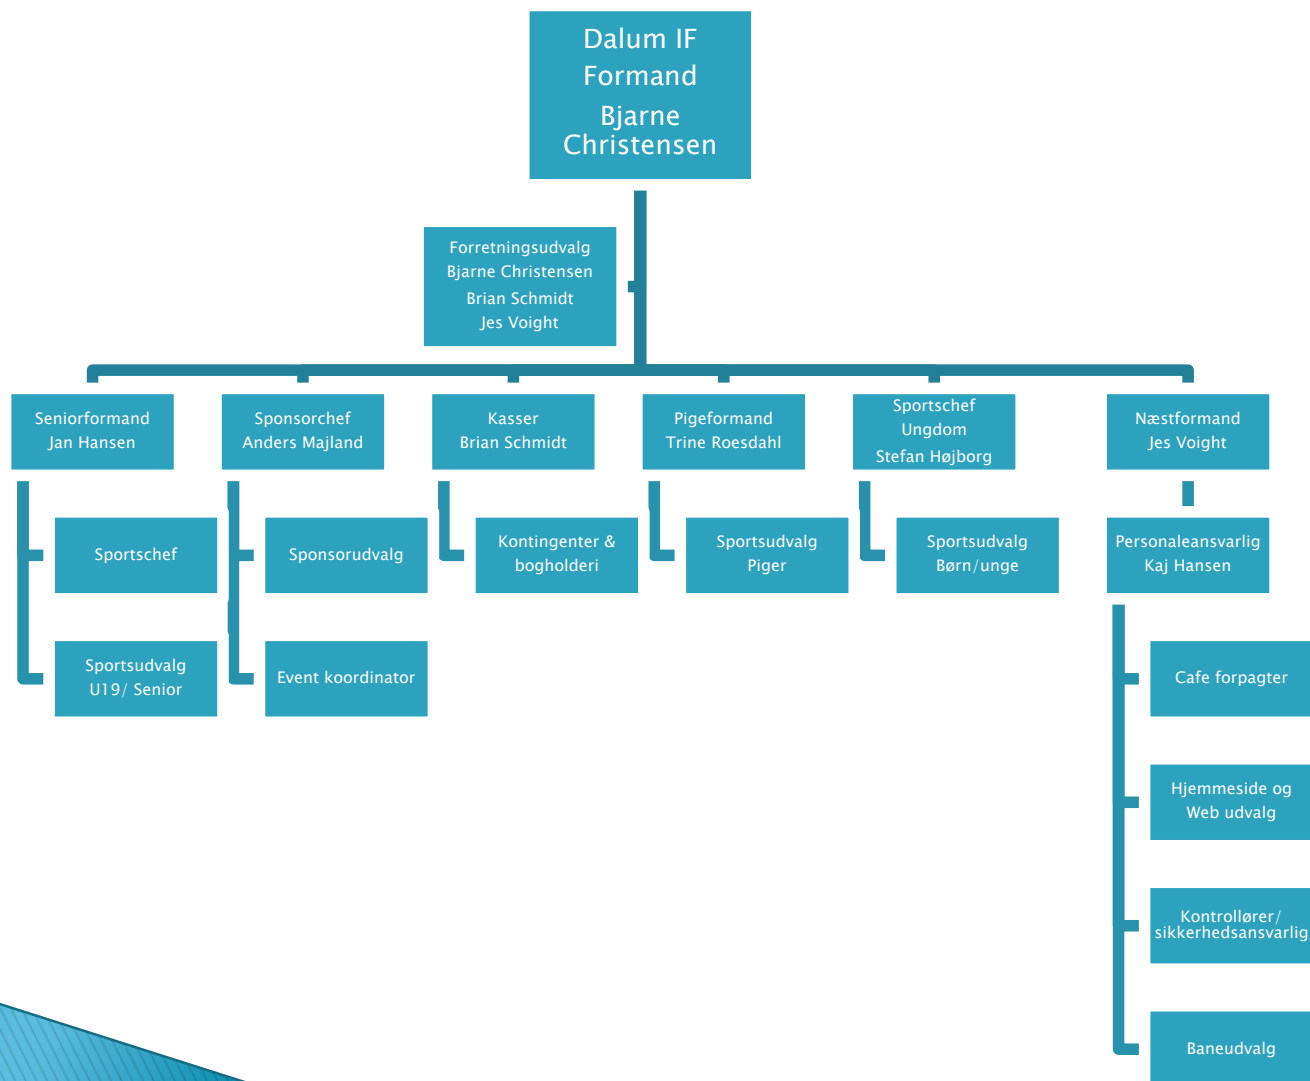 Dalum IF
Formand
Bjarne
Christensen
Forretningsudvalg
Bjarne Christensen
Brian Schmidt
Jes Voight
Seniorformand
Jan Hansen
Sponsorchef
Anders Majland
Kasser
Brian Schmidt
Pigeformand
Trine Roesdahl
Sportschef
Ungdom
Stefan Højborg
Næstformand
Jes Voight
Sportschef
Sponsorudvalg
Kontingenter &
bogholderi
Sportsudvalg
Piger
Sportsudvalg
Børn/unge
Personaleansvarlig
Kaj Hansen
Sportsudvalg
U19/ Senior
Event koordinator
Cafe forpagter
Hjemmeside og
Web udvalg
Kontrollører/
sikkerhedsansvarlig
Baneudvalg